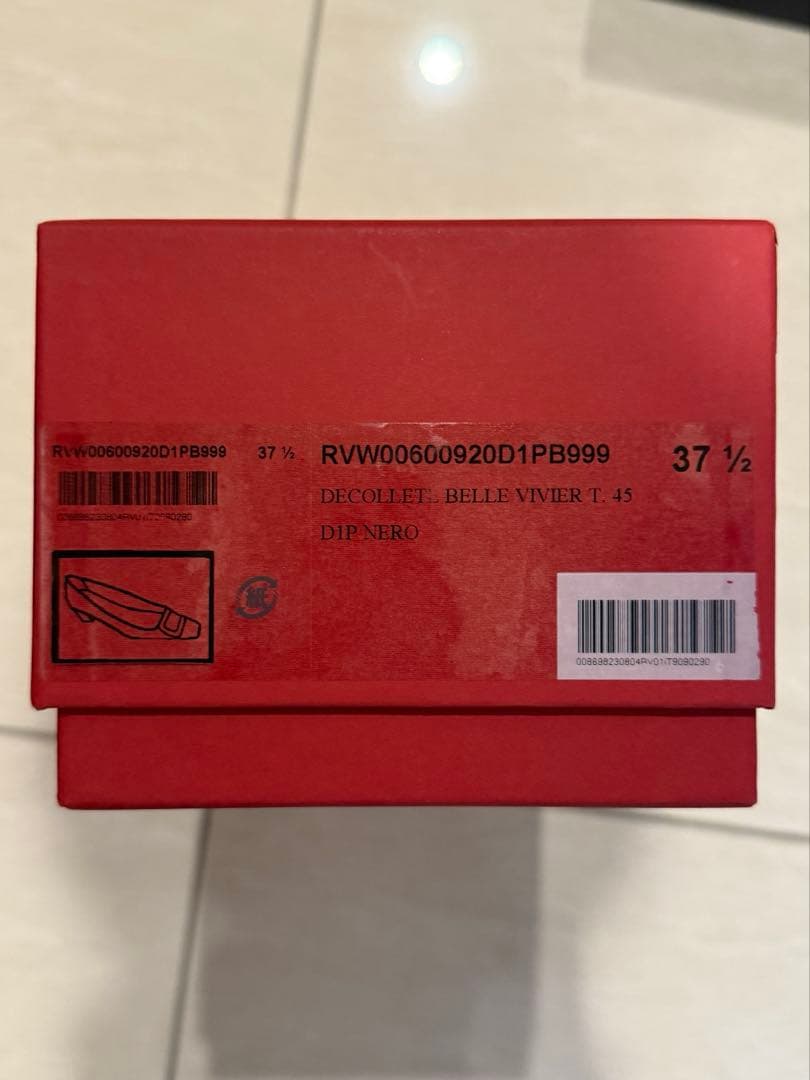 RVW00600920D1PB999 37 ½
RVW00600920D1PB999 37 ½
DECOLLET.. BELLE VIVIER T. 45
D1P NERO